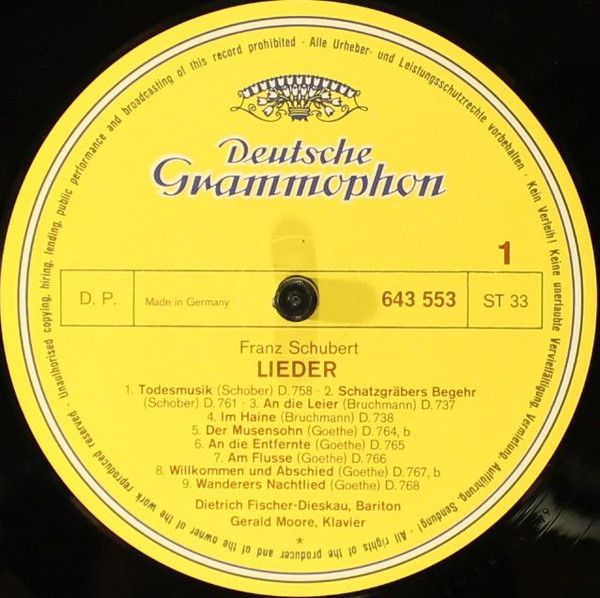 Unauthorised copying, hiring, lending, public performance and broadcasting of this record prohibited · Alle Urheber- und Leistungsschutzrechte vorbehalten · Kein Verleih! Keine unerlaubte Vervielfältigung, Vermietung, Aufführung, Sendung! · All rights of the producer and of the owner of the work reproduced reserved ·
Deutsche
Grammophon
1
D. P. Made in Germany 643 553 ST 33
Franz Schubert
LIEDER
1. Todesmusik (Schober) D. 758 · 2. Schatzgräbers Begehr
(Schober) D. 761 · 3. An die Leier (Bruchmann) D. 737
4. Im Haine (Bruchmann) D. 738
5. Der Musensohn (Goethe) D. 764, b
6. An die Entfernte (Goethe) D. 765
7. Am Flusse (Goethe) D. 766
8. Willkommen und Abschied (Goethe) D. 767, b
9. Wanderers Nachtlied (Goethe) D. 768
Dietrich Fischer-Dieskau, Bariton
Gerald Moore, Klavier
*